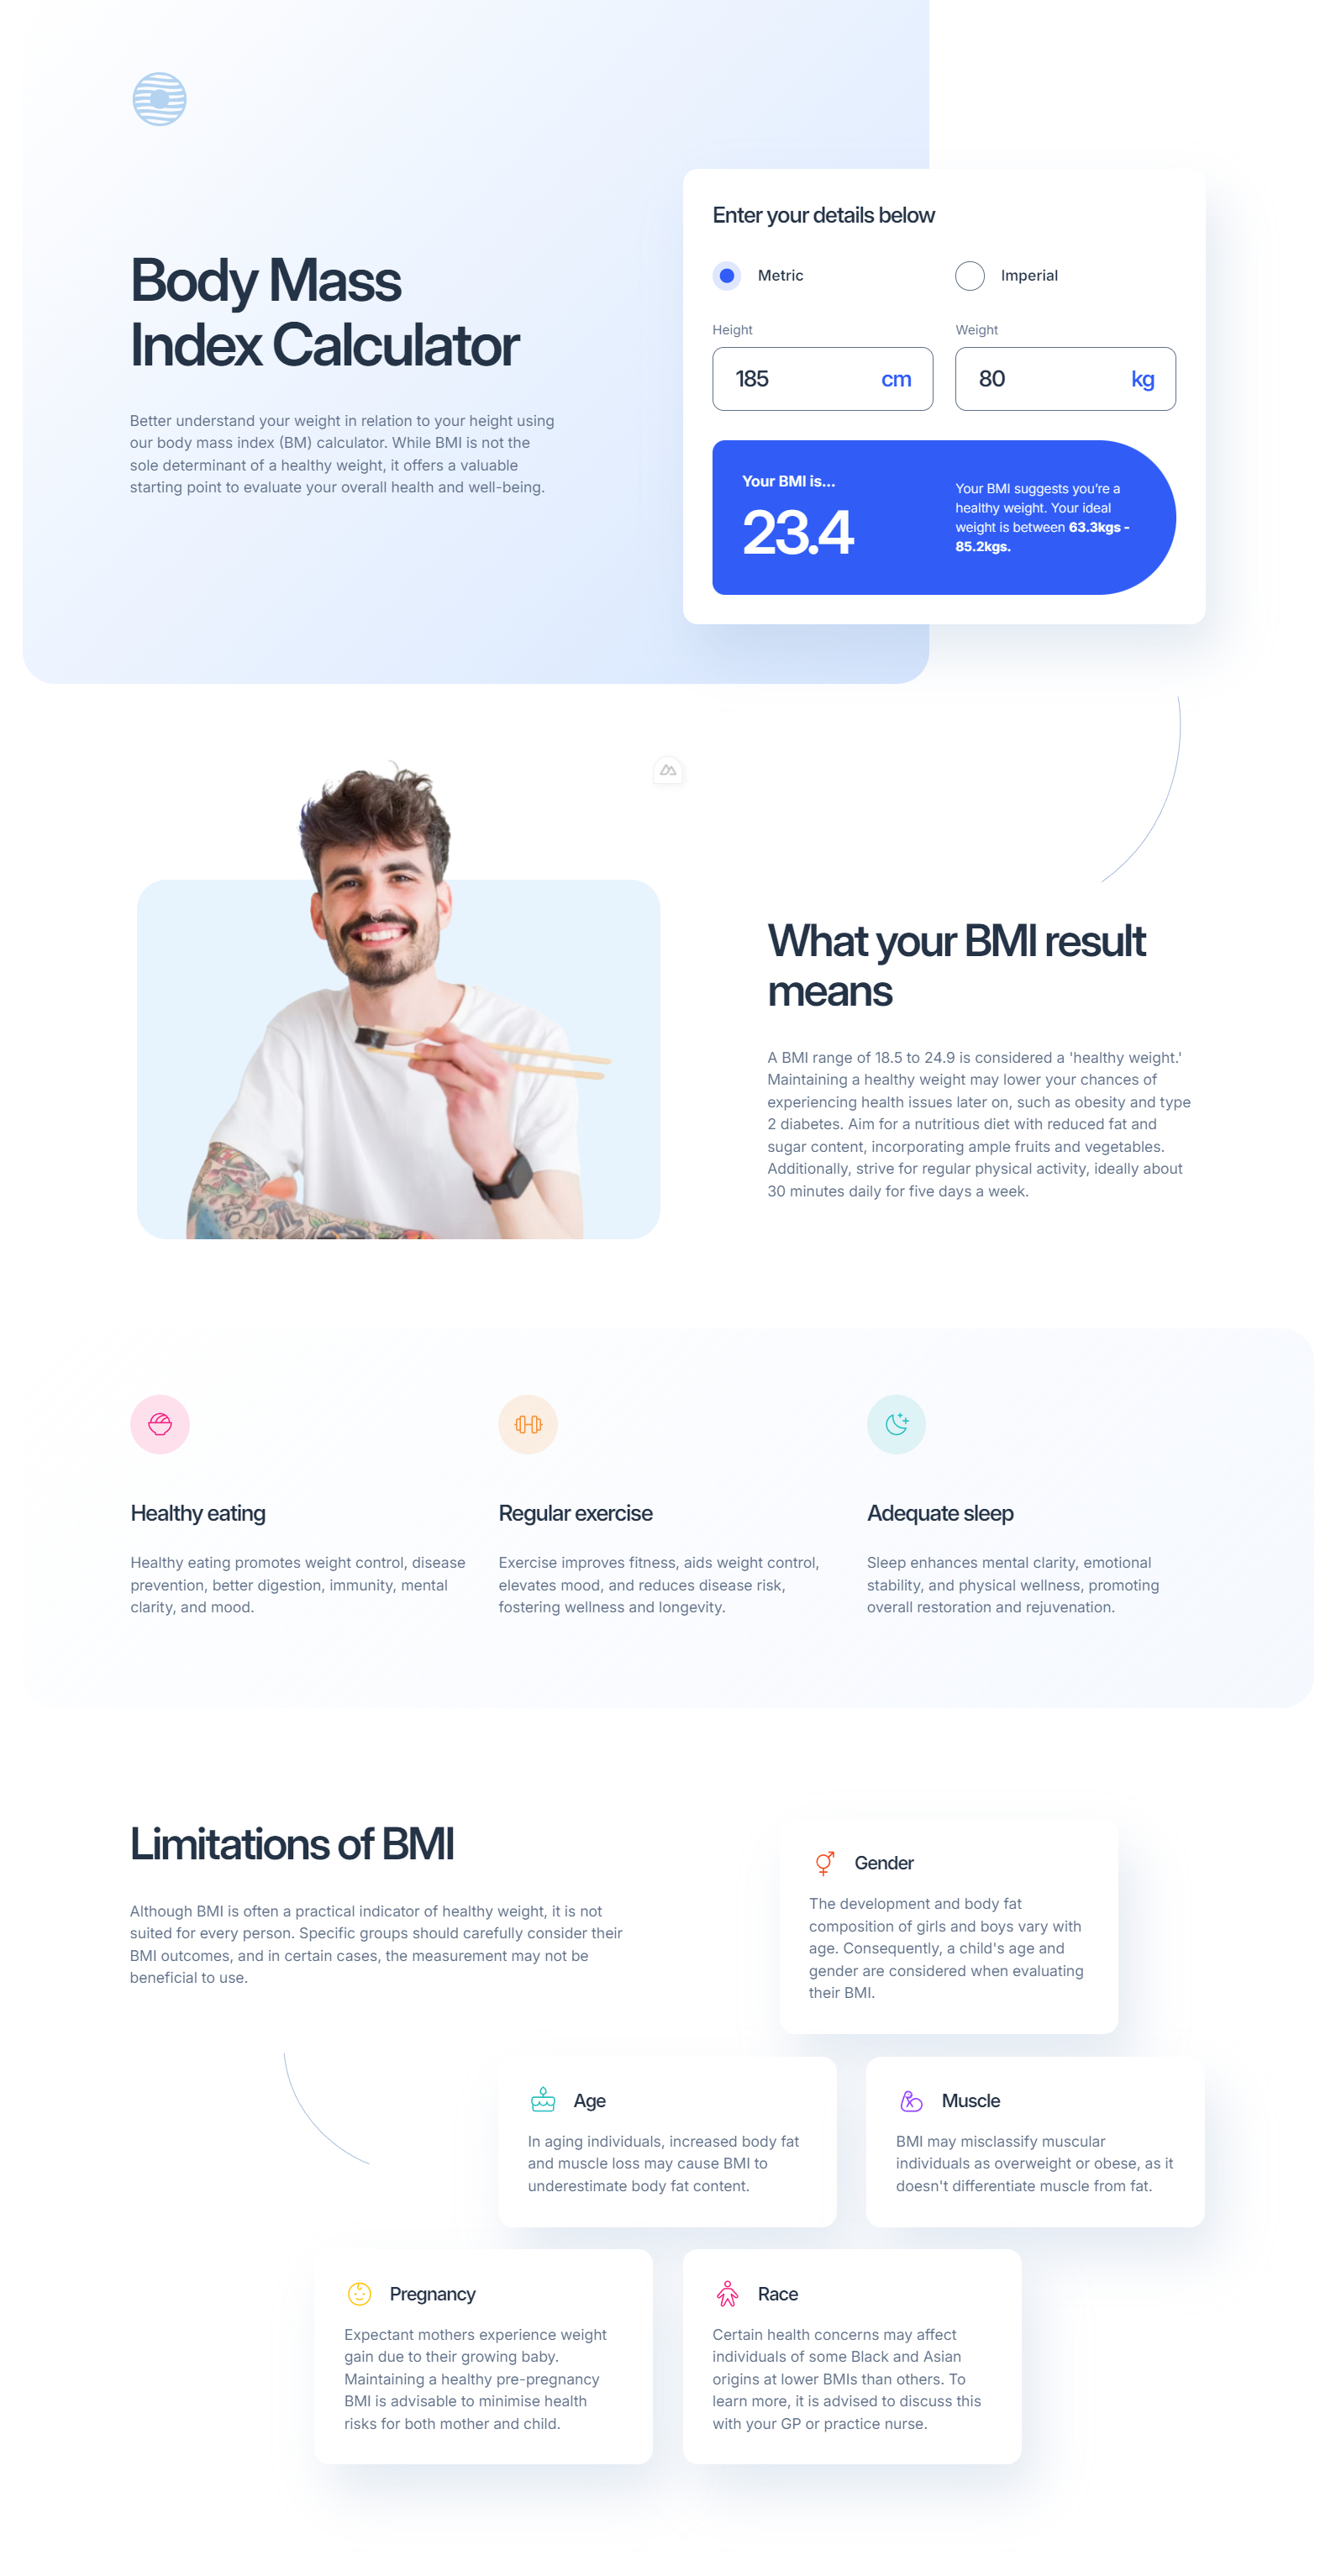 Body Mass
Index Calculator
Better understand your weight in relation to your height using
our body mass index (BM) calculator. While BMI is not the
sole determinant of a healthy weight, it offers a valuable
starting point to evaluate your overall health and well-being.
Enter your details below
Metric
Imperial
Height
Weight
185 cm
80 kg
Your BMI is...
23.4
Your BMI suggests you’re a
healthy weight. Your ideal
weight is between 63.3kgs -
85.2kgs.
What your BMI result
means
A BMI range of 18.5 to 24.9 is considered a 'healthy weight.'
Maintaining a healthy weight may lower your chances of
experiencing health issues later on, such as obesity and type
2 diabetes. Aim for a nutritious diet with reduced fat and
sugar content, incorporating ample fruits and vegetables.
Additionally, strive for regular physical activity, ideally about
30 minutes daily for five days a week.
Healthy eating
Healthy eating promotes weight control, disease
prevention, better digestion, immunity, mental
clarity, and mood.
Regular exercise
Exercise improves fitness, aids weight control,
elevates mood, and reduces disease risk,
fostering wellness and longevity.
Adequate sleep
Sleep enhances mental clarity, emotional
stability, and physical wellness, promoting
overall restoration and rejuvenation.
Limitations of BMI
Although BMI is often a practical indicator of healthy weight, it is not
suited for every person. Specific groups should carefully consider their
BMI outcomes, and in certain cases, the measurement may not be
beneficial to use.
Gender
The development and body fat
composition of girls and boys vary with
age. Consequently, a child's age and
gender are considered when evaluating
their BMI.
Age
In aging individuals, increased body fat
and muscle loss may cause BMI to
underestimate body fat content.
Muscle
BMI may misclassify muscular
individuals as overweight or obese, as it
doesn't differentiate muscle from fat.
Pregnancy
Expectant mothers experience weight
gain due to their growing baby.
Maintaining a healthy pre-pregnancy
BMI is advisable to minimise health
risks for both mother and child.
Race
Certain health concerns may affect
individuals of some Black and Asian
origins at lower BMIs than others. To
learn more, it is advised to discuss this
with your GP or practice nurse.